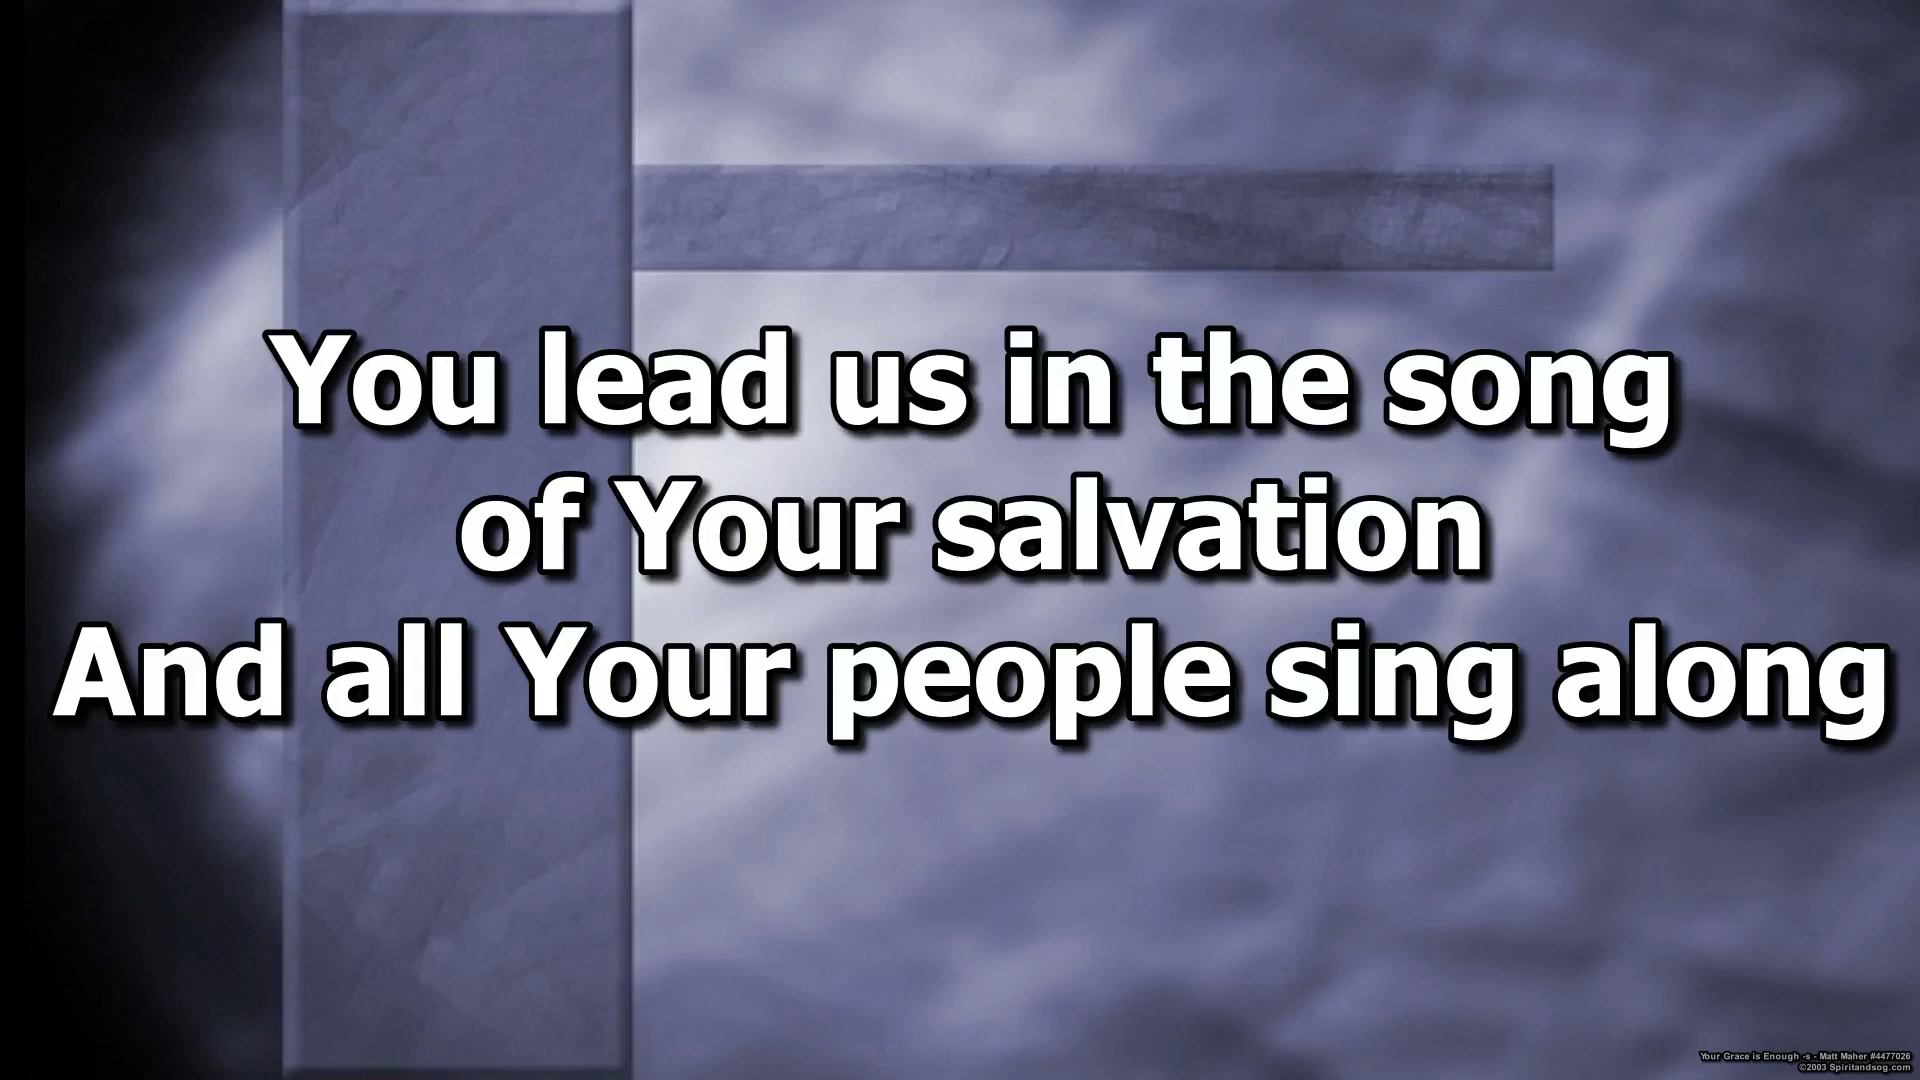 You lead us in the song
of Your salvation
And all Your people sing along
Your Grace is Enough -s - Matt Maher #4477026
©2003 Spiritandsog.com